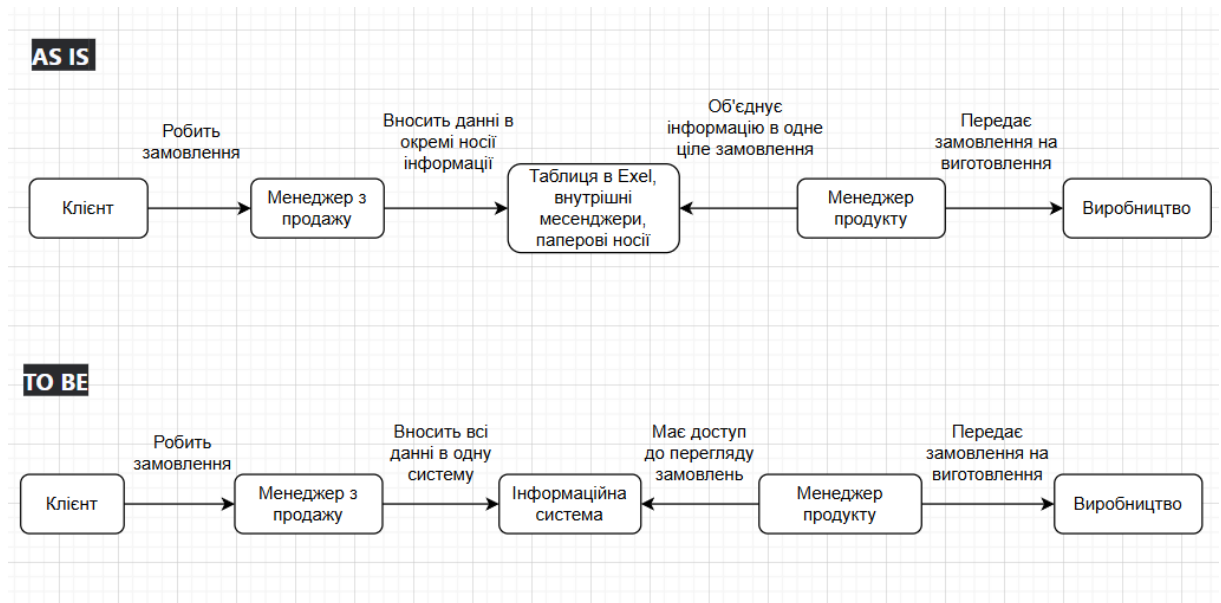 AS IS
Робить
замовлення
Вносить данні в
окремі носії
інформації
Об'єднує
інформацію в одне
ціле замовлення
Передає
замовлення на
виготовлення
Клієнт
Менеджер з
продажу
Таблиця в Exel,
внутрішні
месенджери,
паперові носії
Менеджер
продукту
Виробництво
TO BE
Робить
замовлення
Вносить всі
данні в одну
систему
Має доступ
до перегляду
замовлень
Передає
замовлення на
виготовлення
Клієнт
Менеджер з
продажу
Інформаційна
система
Менеджер
продукту
Виробництво